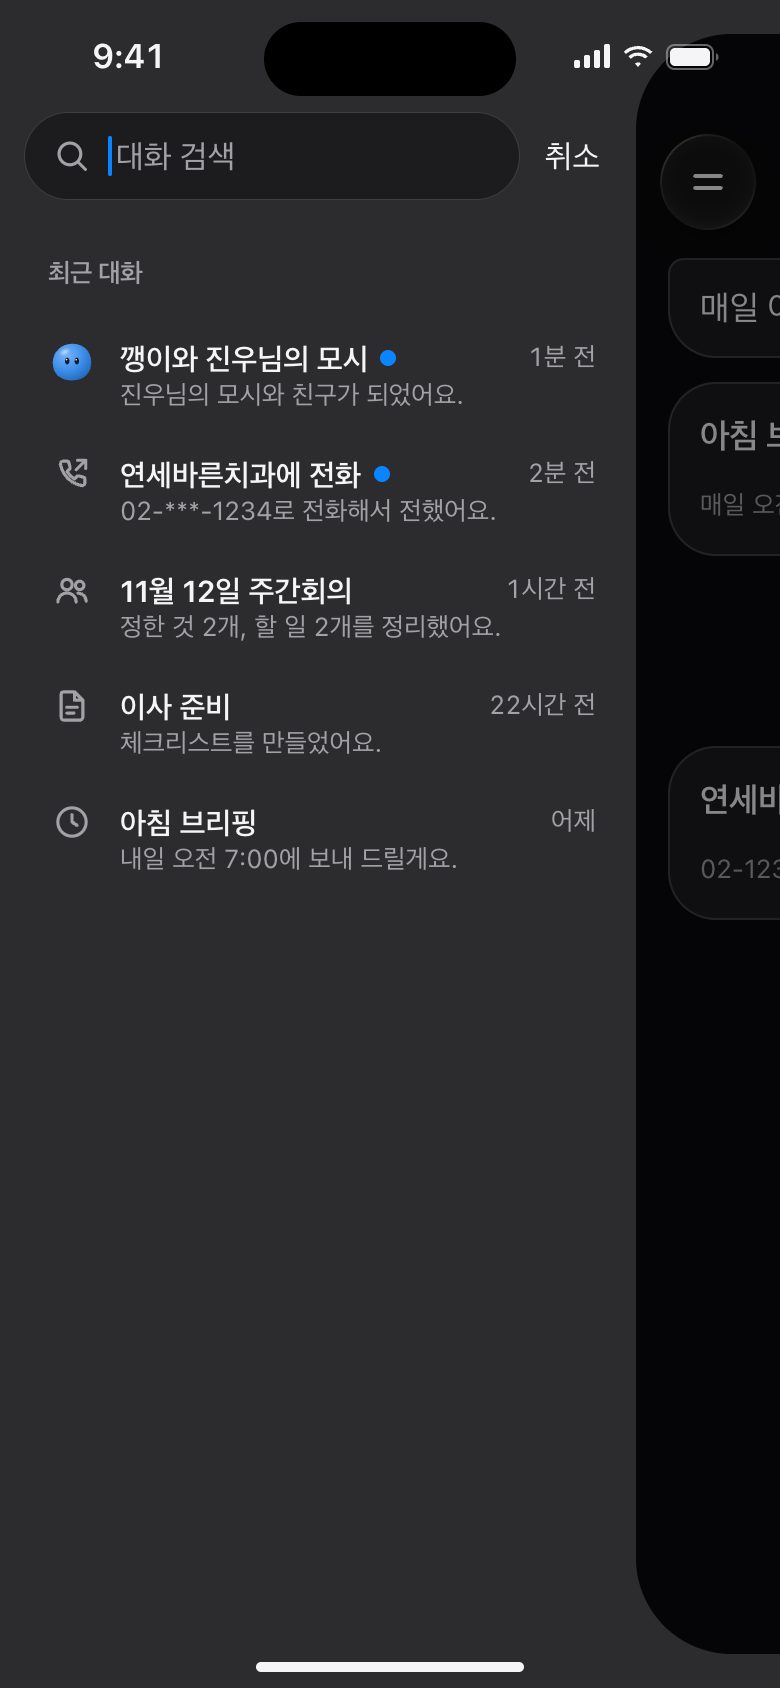 9:41
대화 검색
취소
최근 대화
깽이와 진우님의 모시
1분 전
진우님의 모시와 친구가 되었어요.
연세바른치과에 전화
2분 전
02-***-1234로 전화해서 전했어요.
11월 12일 주간회의
1시간 전
정한 것 2개, 할 일 2개를 정리했어요.
이사 준비
22시간 전
체크리스트를 만들었어요.
아침 브리핑
어제
내일 오전 7:00에 보내 드릴게요.
매일
아침
매일
02-123